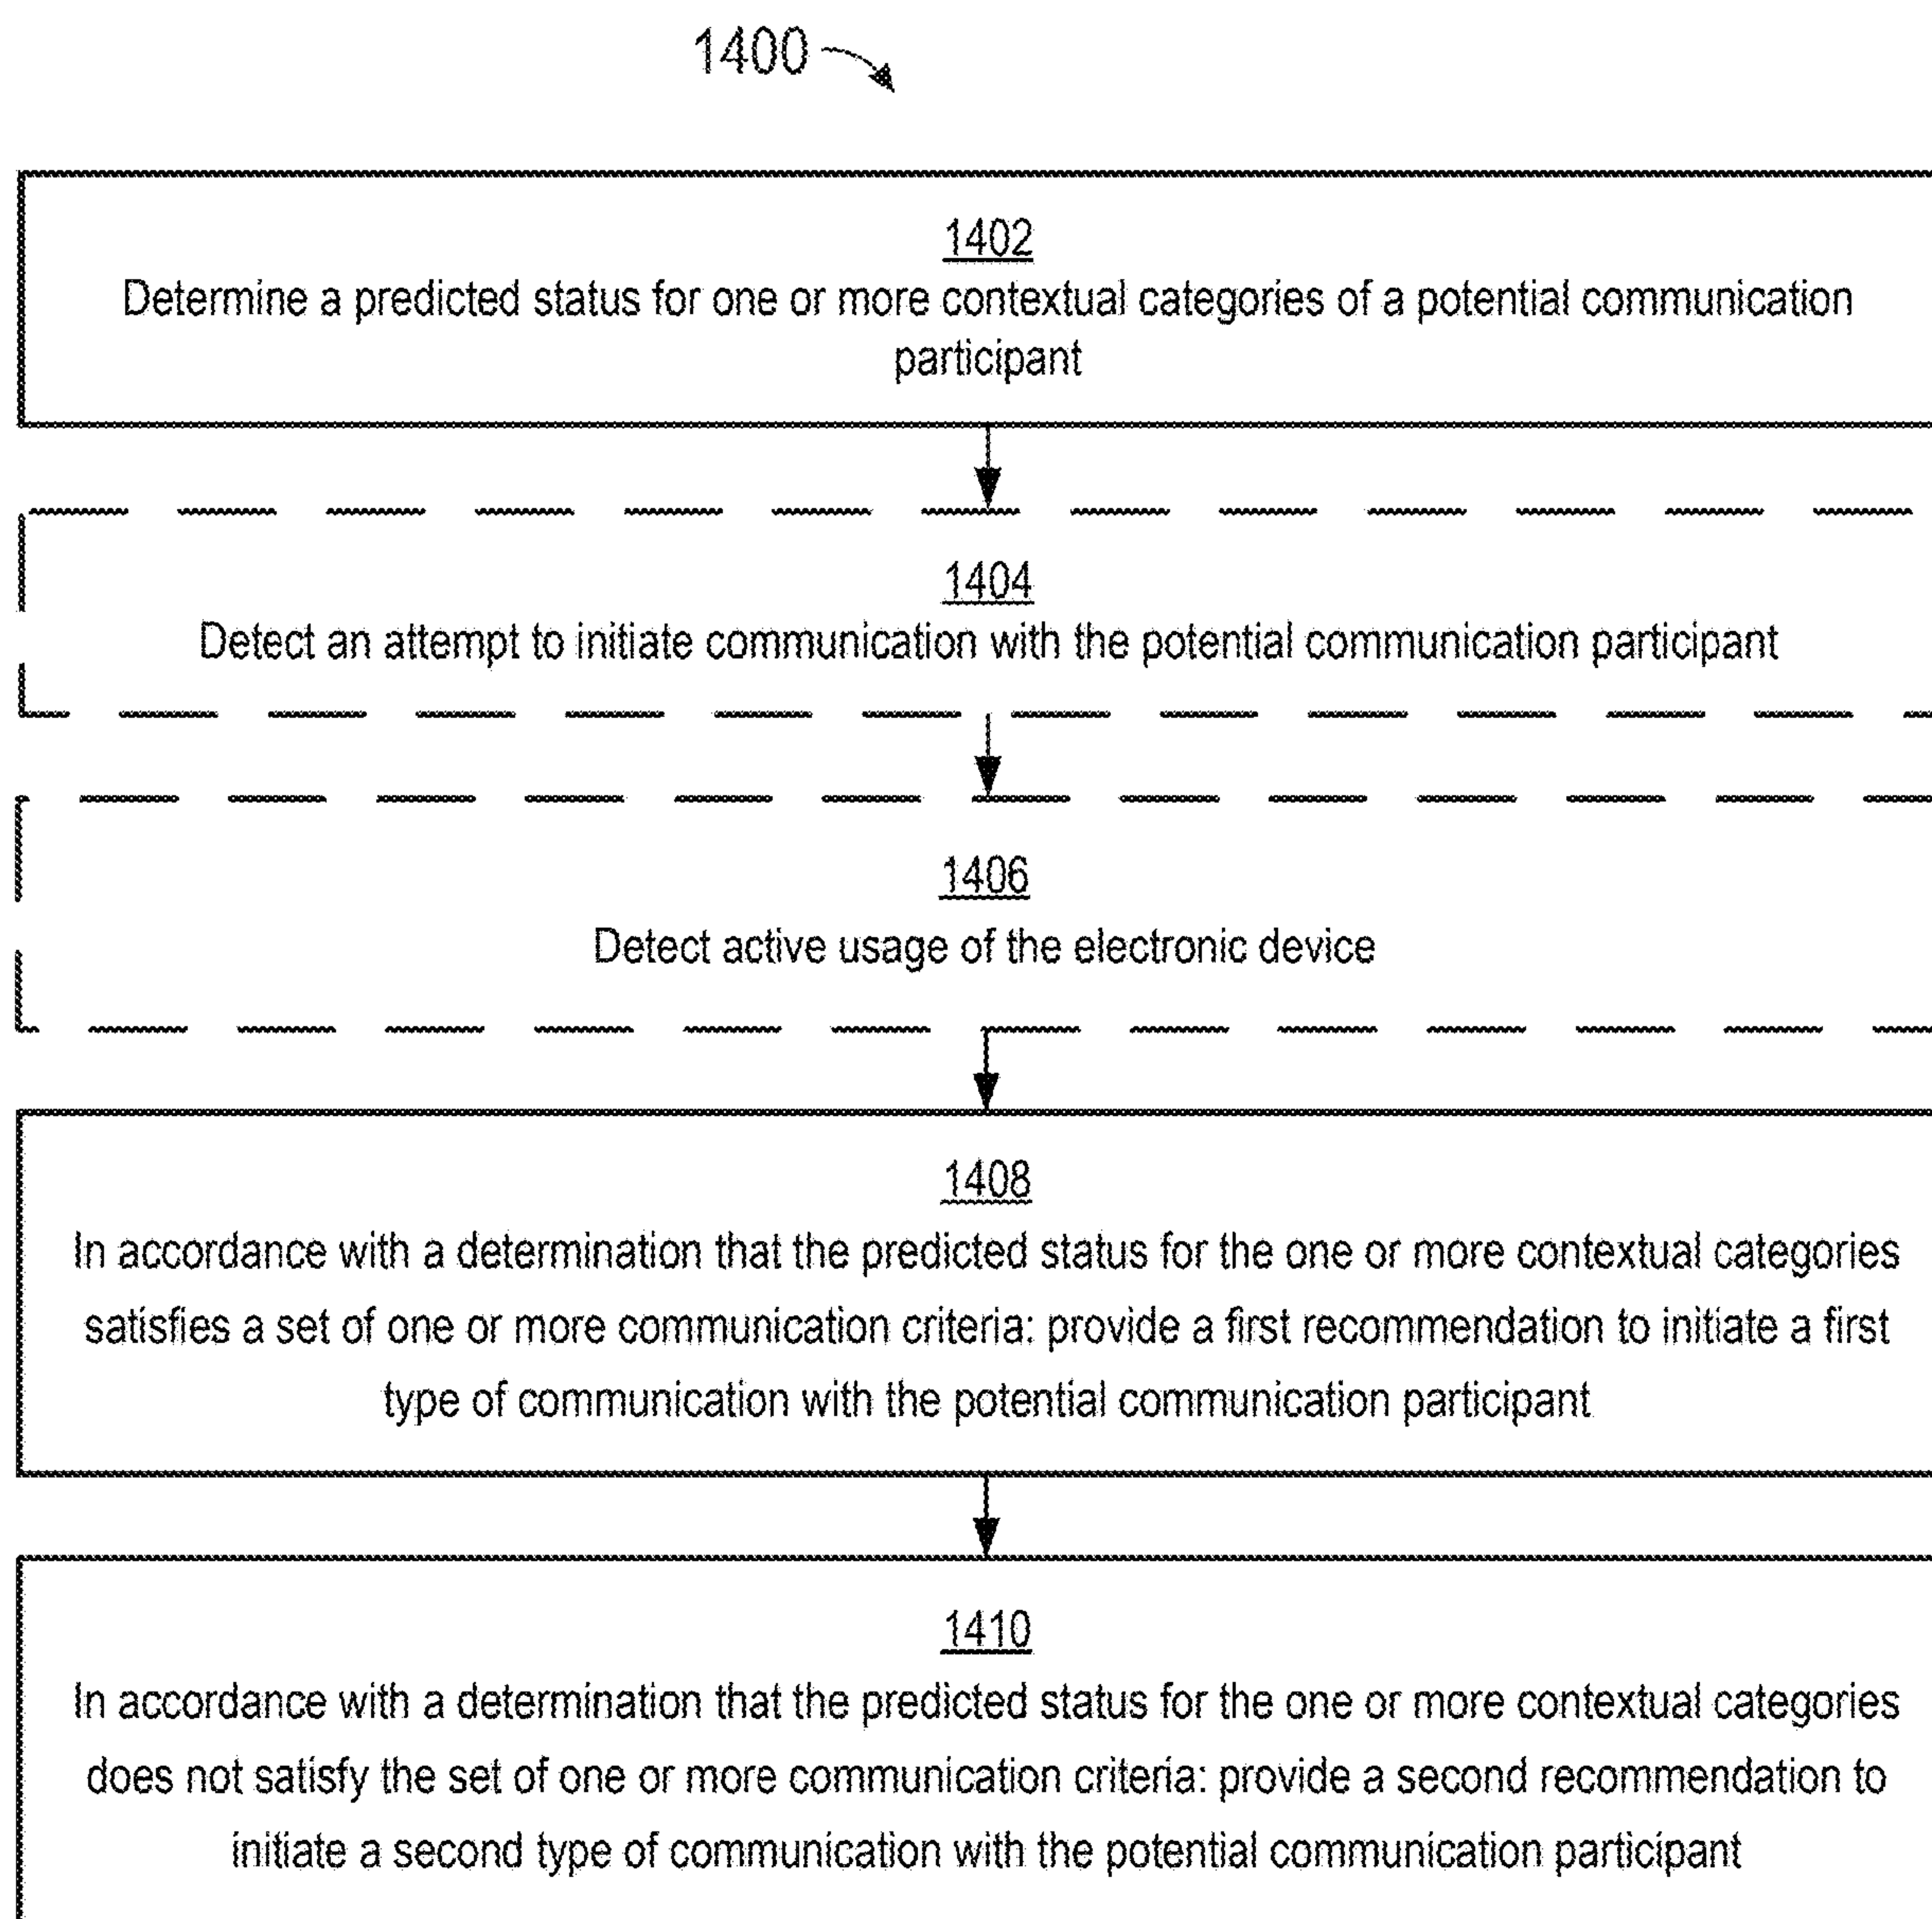 1400
1402
Determine a predicted status for one or more contextual categories of a potential communication
participant
1404
Detect an attempt to initiate communication with the potential communication participant
1406
Detect active usage of the electronic device
1408
In accordance with a determination that the predicted status for the one or more contextual categories
satisfies a set of one or more communication criteria: provide a first recommendation to initiate a first
type of communication with the potential communication participant
1410
In accordance with a determination that the predicted status for the one or more contextual categories
does not satisfy the set of one or more communication criteria: provide a second recommendation to
initiate a second type of communication with the potential communication participant